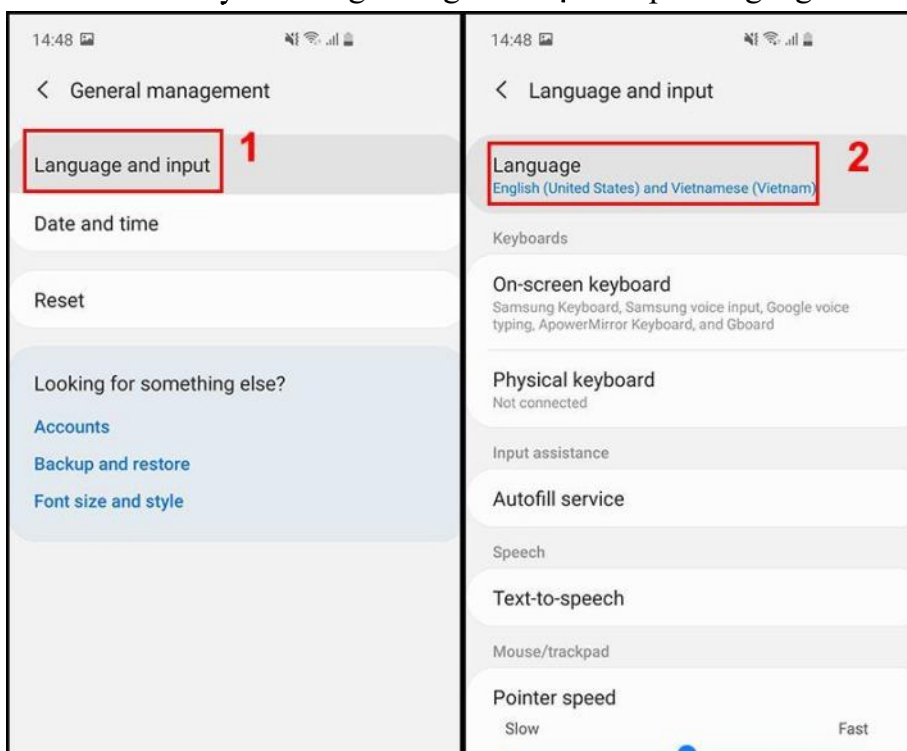 14:48
General management
Language and input
1
Date and time
Reset
Looking for something else?
Accounts
Backup and restore
Font size and style
14:48
Language and input
Language
English (United States) and Vietnamese (Vietnam)
2
Keyboards
On-screen keyboard
Samsung Keyboard, Samsung voice input, Google voice
typing, ApowerMirror Keyboard, and Gboard
Physical keyboard
Not connected
Input assistance
Autofill service
Speech
Text-to-speech
Mouse/trackpad
Pointer speed
Slow Fast